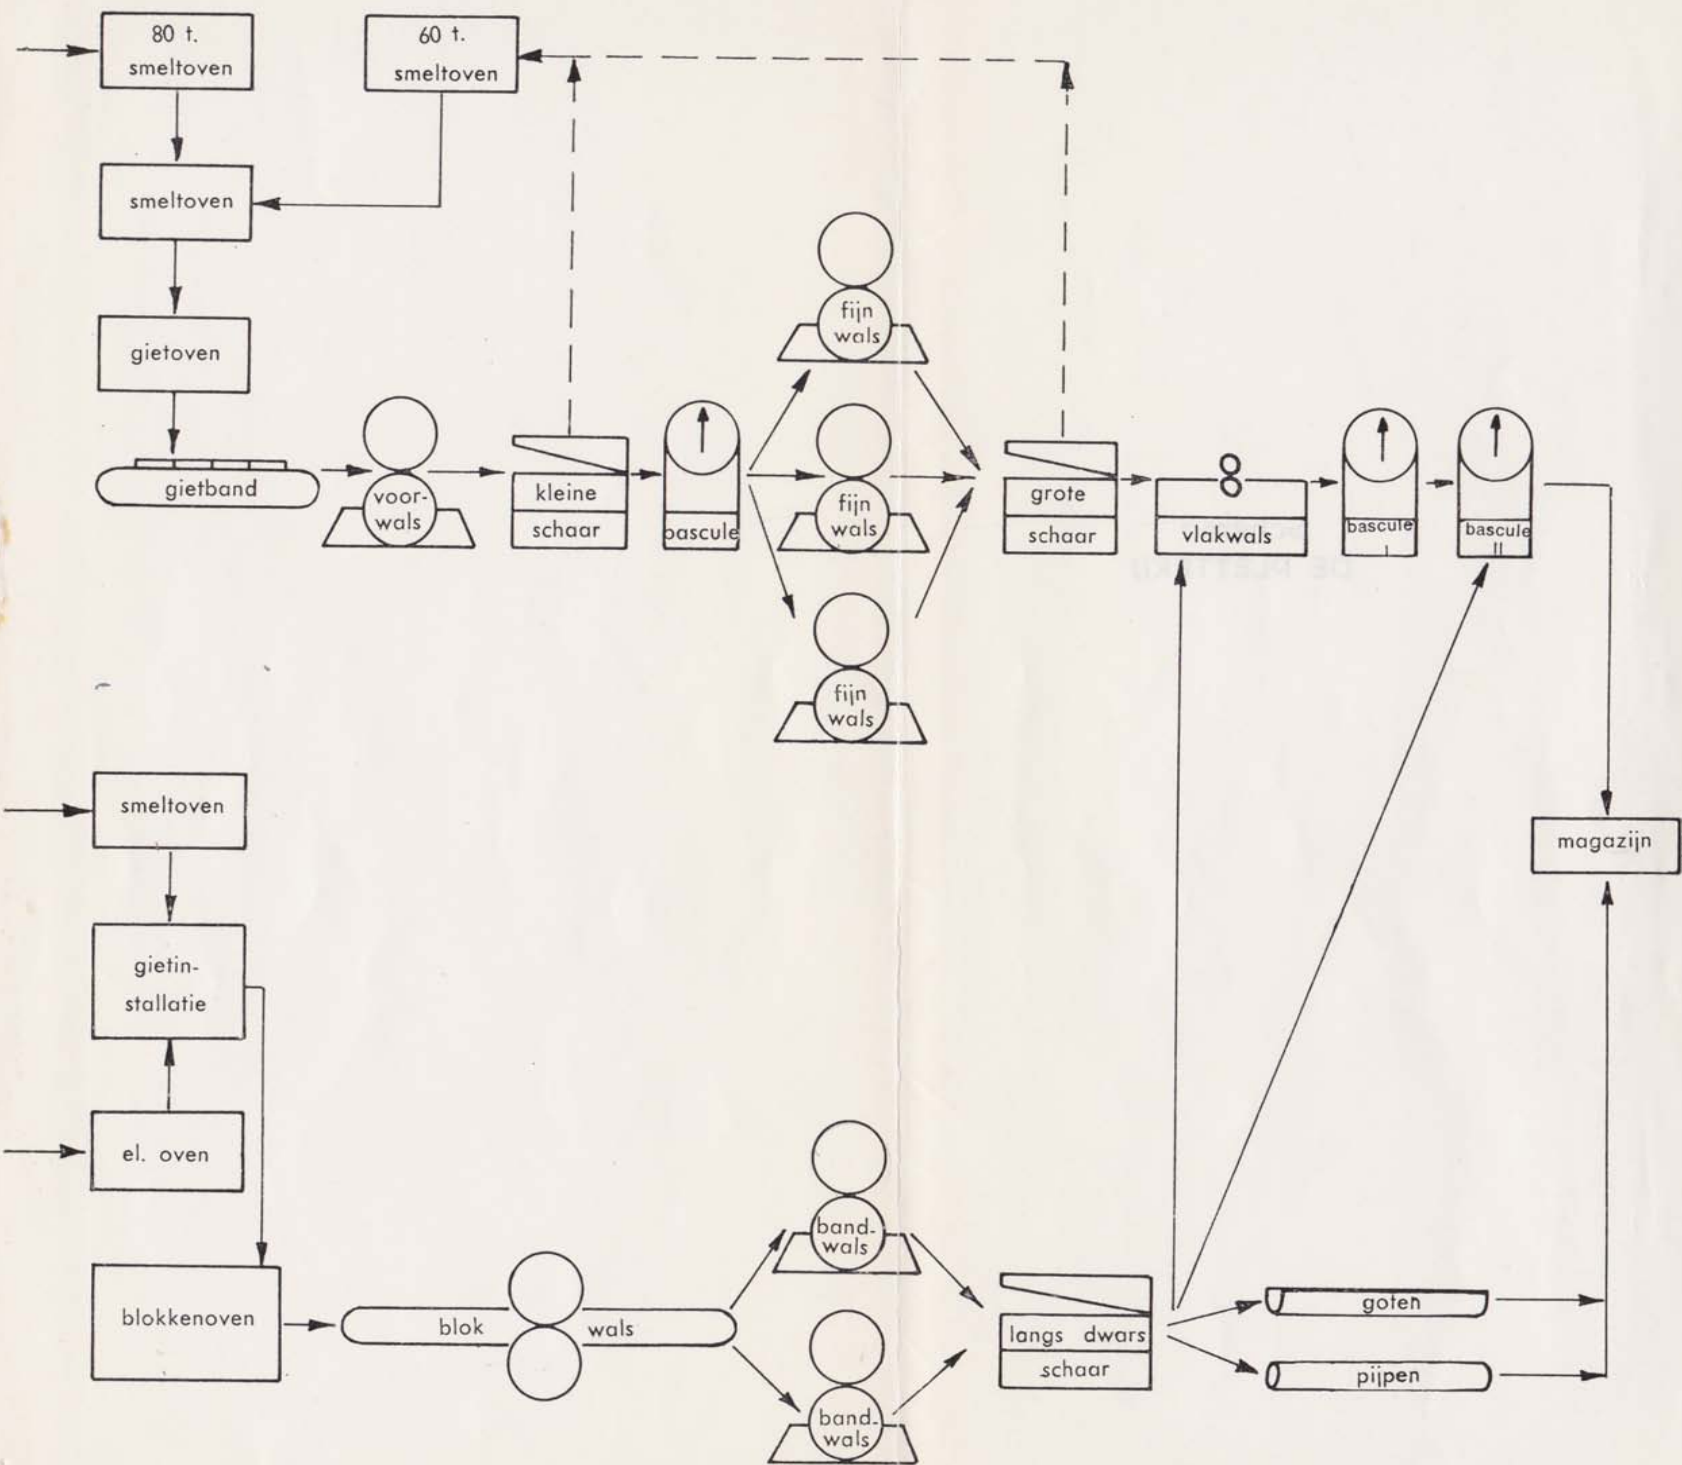 80 t.
smeltoven
60 t.
smeltoven
smeltoven
gietoven
gietband
voor-
wals
kleine
schaar
bascule
fijn
wals
fijn
wals
fijn
wals
grote
schaar
vlakwals
bascule
I
bascule
II
magazijn
smeltoven
gietin-
stallatie
el. oven
blokkenoven
blok wals
band-
wals
band-
wals
langs dwars
schaar
goten
pijpen
DE PLETTERIJ